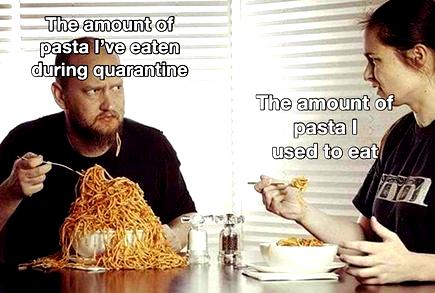 The amount of
pasta I've eaten
during quarantine
The amount of
pasta I
used to eat